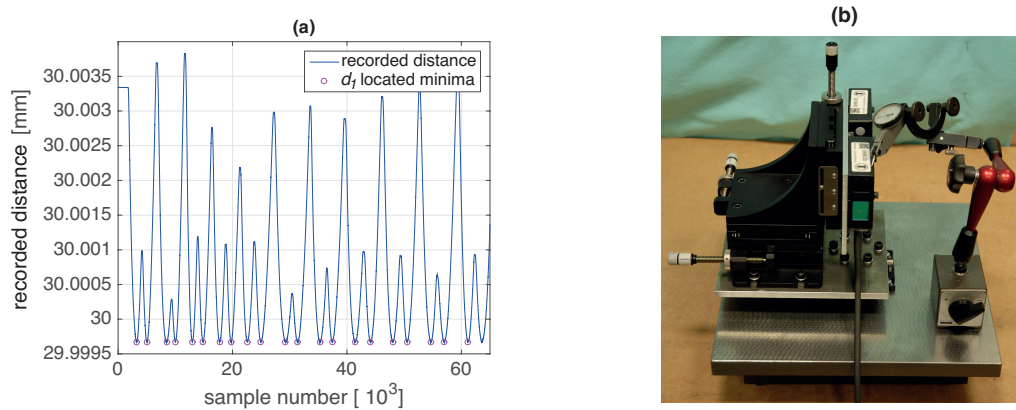 (a)
recorded distance
d1 located minima
30.0035
30.003
30.0025
30.002
30.0015
30.001
30.0005
30
29.9995
recorded distance [mm]
0 20 40 60
sample number [ 10³]
(b)